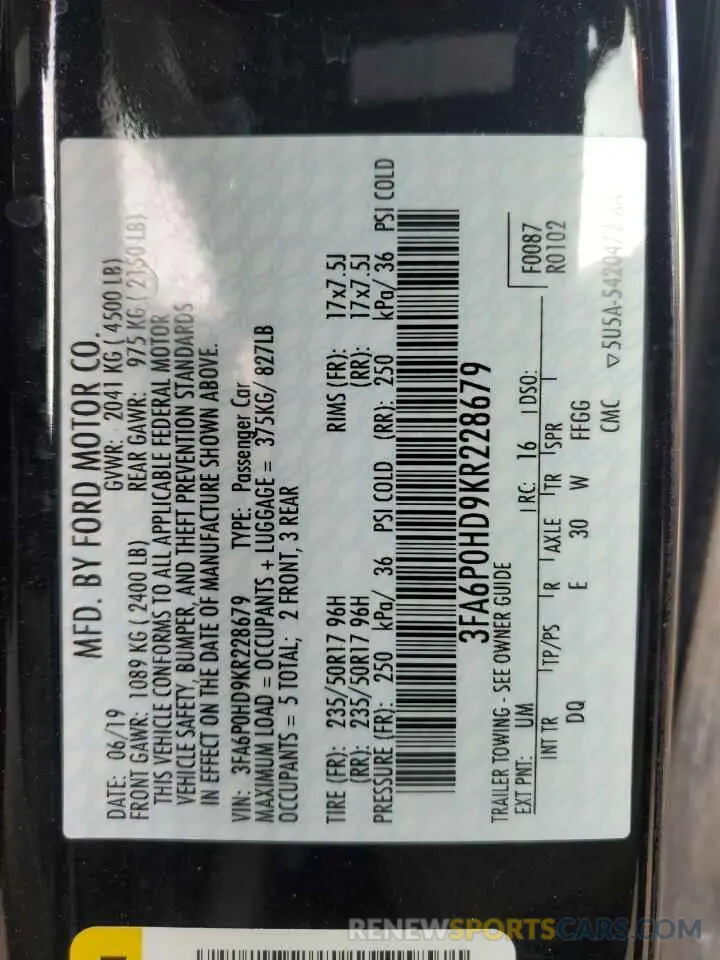 MFD. BY FORD MOTOR CO.
DATE: 06/19 GVWR: 2041 KG ( 4500 LB)
FRONT GAWR: 1089 KG ( 2400 LB) REAR GAWR: 975 KG ( 2150 LB)
THIS VEHICLE CONFORMS TO ALL APPLICABLE FEDERAL MOTOR
VEHICLE SAFETY, BUMPER, AND THEFT PREVENTION STANDARDS
IN EFFECT ON THE DATE OF MANUFACTURE SHOWN ABOVE.
VIN: 3FA6P0HD9KR228679 TYPE: Passenger Car
MAXIMUM LOAD = OCCUPANTS + LUGGAGE = 375KG/ 827LB
OCCUPANTS = 5 TOTAL; 2 FRONT, 3 REAR
TIRE (FR): 235/50R17 96H RIMS (FR): 17x7.5J
(RR): 235/50R17 96H (RR): 17x7.5J
PRESSURE (FR): 250 kPa/ 36 PSI COLD (RR): 250 kPa/ 36 PSI COLD
3FA6P0HD9KR228679
TRAILER TOWING - SEE OWNER GUIDE F0087
EXT PNT: UM RC: 16 DSO: R0102
INT TR TP/PS R AXLE TR SPR
DQ E 30 W FFGG
CMC
RENEWSPORTSCARS.COM